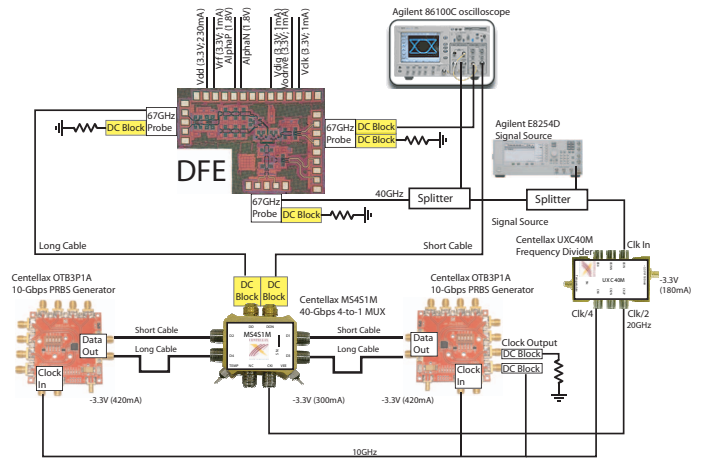 Agilent 86100C oscilloscope
Vdd (3.3V;230mA)
Vrf (3.3V; 1mA)
AlphaP (1.8V)
AlphaN (1.8V)
Vdig (3.3V;1mA)
Vodrive (3.3V; 1mA)
Vclk (3.3V; 1mA)
DC Block
67GHz
Probe
67GHz
Probe
DC Block
DC Block
Agilent E8254D
Signal Source
DFE
40GHz
Splitter
Splitter
67GHz
Probe
DC Block
Signal Source
Long Cable
Short Cable
Centellax UXC40M
Frequency Divider
Clk In
UXC40M
-3.3V
(180mA)
Clk/4
Clk/2
20GHz
Centellax OTB3P1A
10-Gbps PRBS Generator
DC
Block
DC
Block
Centellax MS4S1M
40-Gbps 4-to-1 MUX
Centellax OTB3P1A
10-Gbps PRBS Generator
MS4S1M
Data
Out
Short Cable
Long Cable
Short Cable
Long Cable
Data
Out
Clock Output
DC Block
DC Block
Clock
In
Clock
In
-3.3V (420mA)
-3.3V (300mA)
-3.3V (420mA)
10GHz